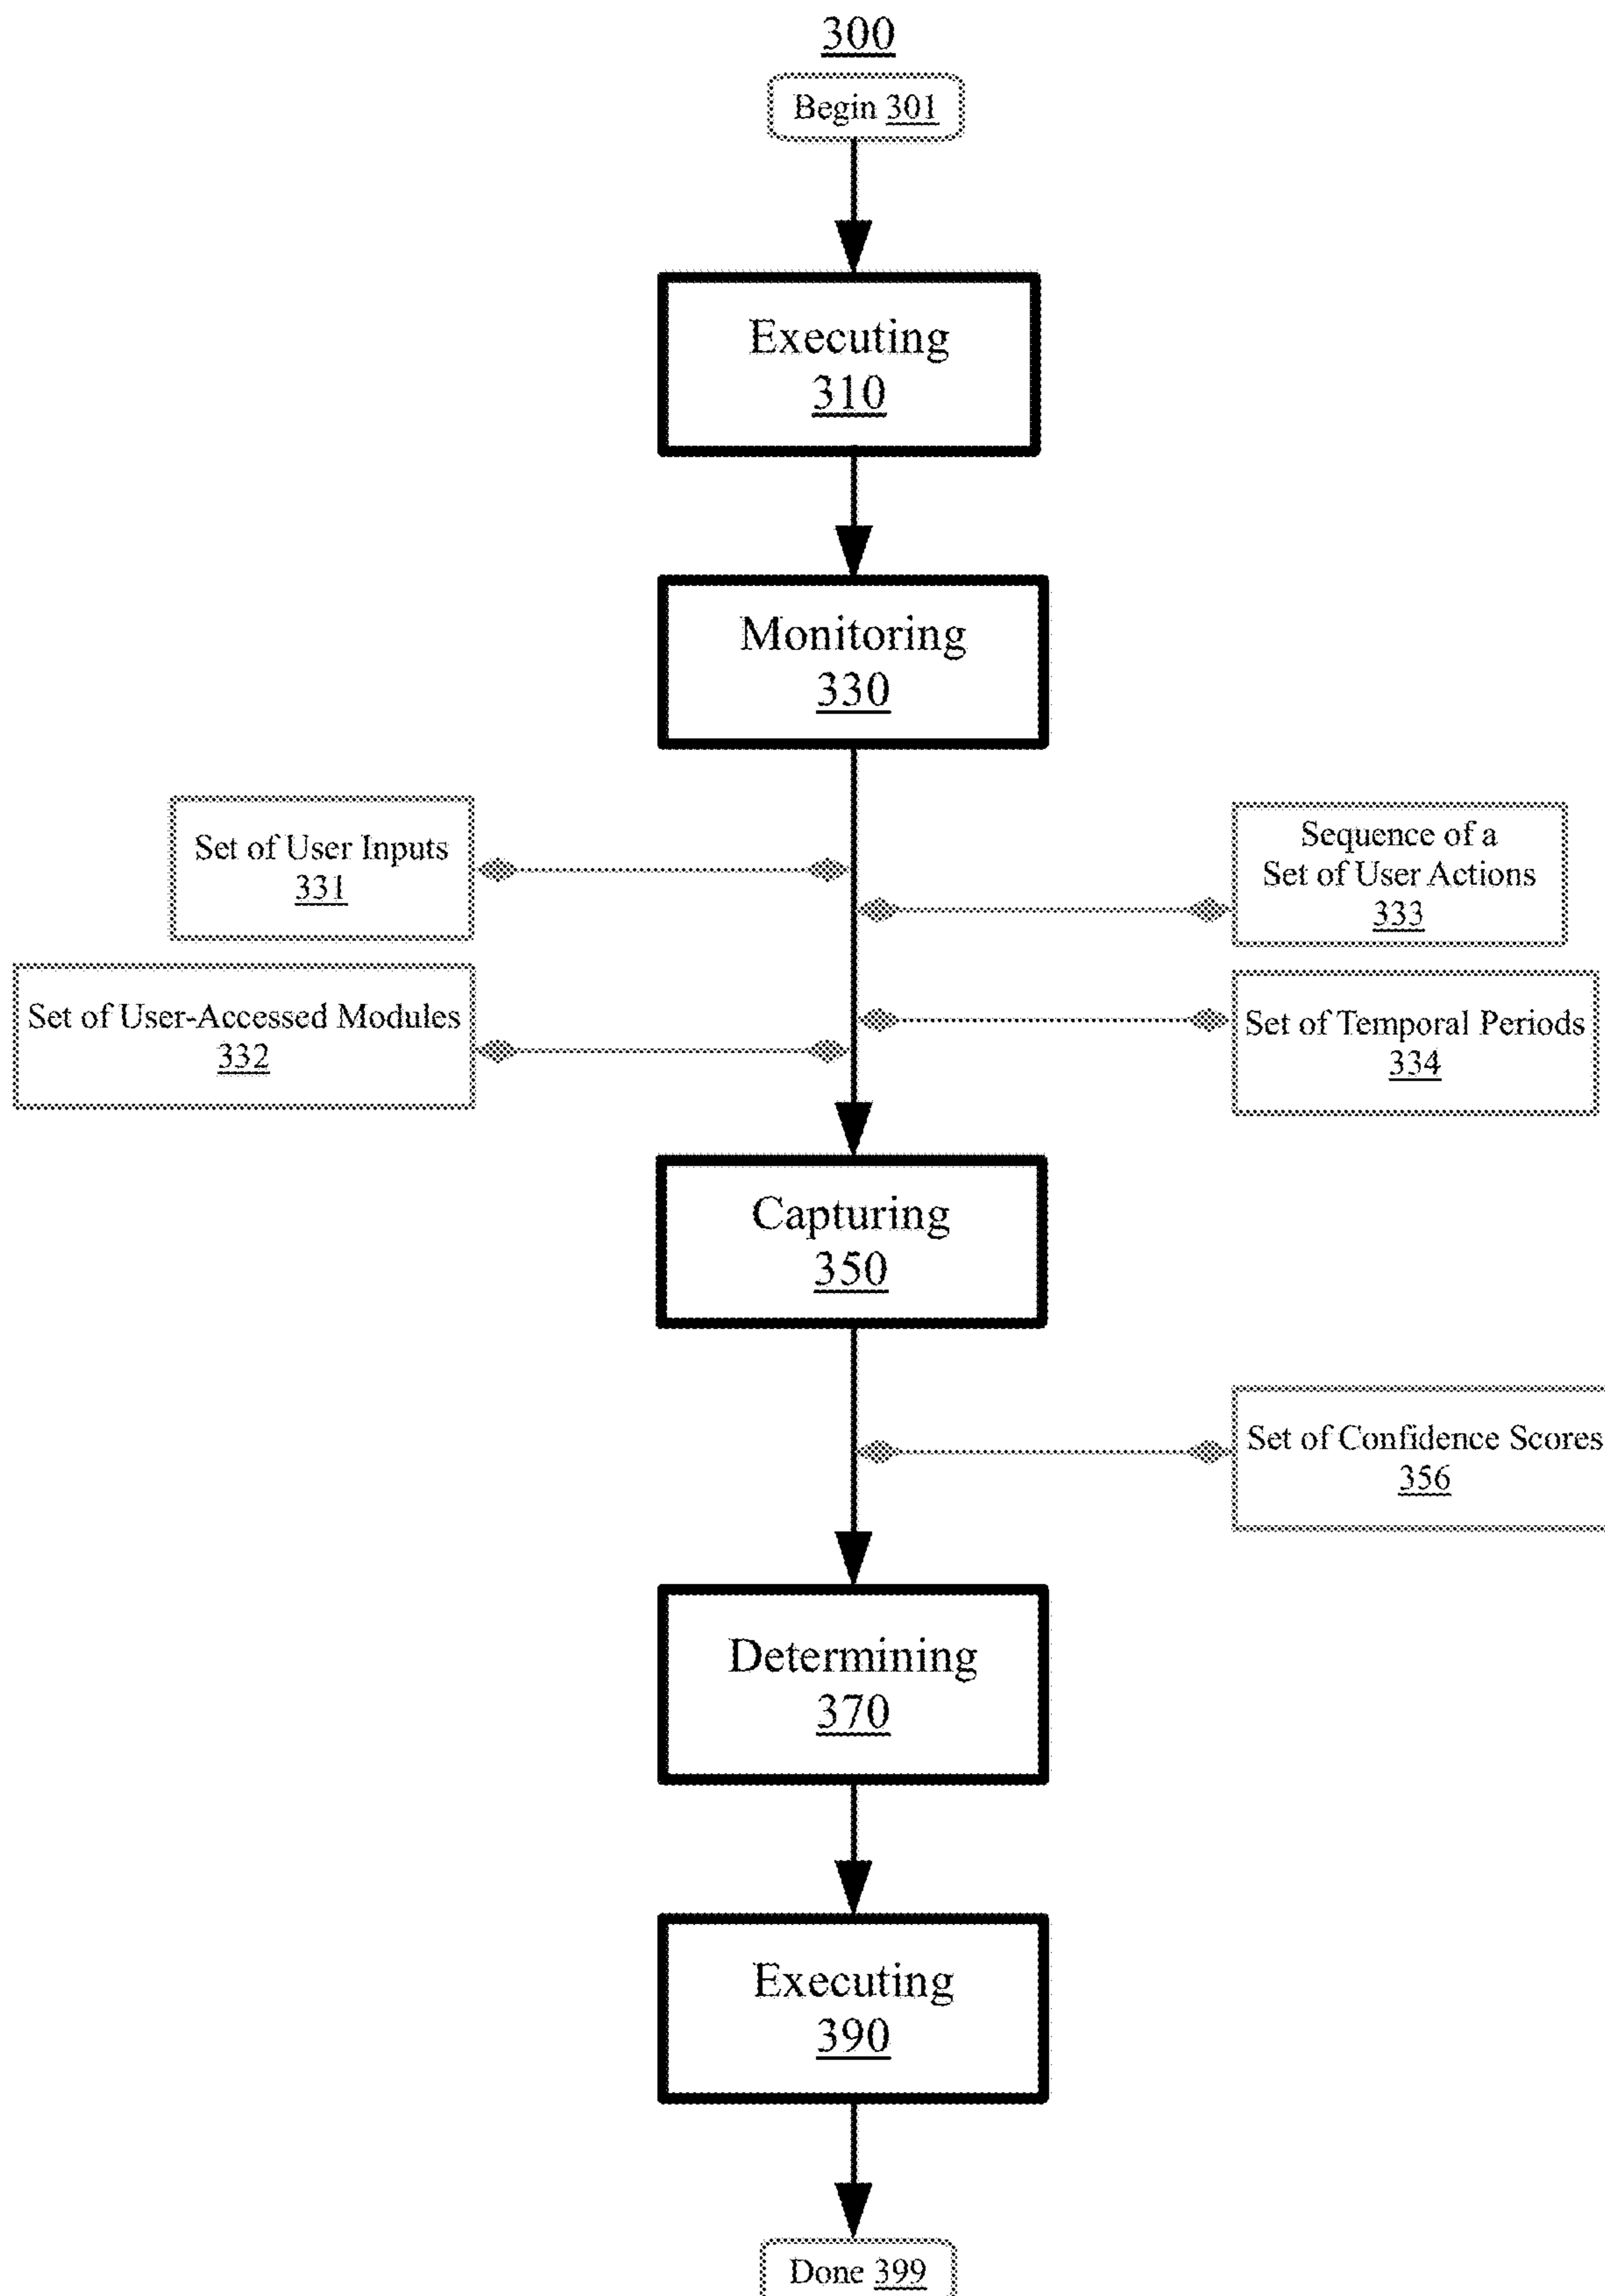 300
Begin 301
Executing
310
Monitoring
330
Set of User Inputs
331
Sequence of a
Set of User Actions
333
Set of User-Accessed Modules
332
Set of Temporal Periods
334
Capturing
350
Set of Confidence Scores
356
Determining
370
Executing
390
Done 399